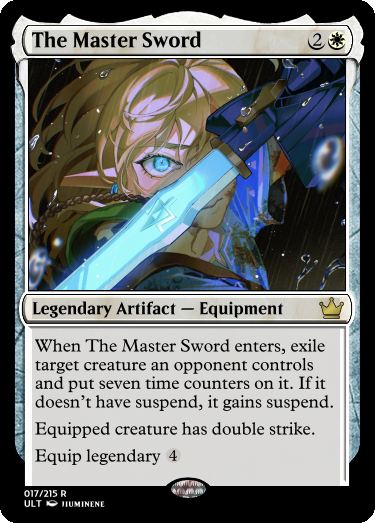 The Master Sword 2
Legendary Artifact — Equipment
When The Master Sword enters, exile
target creature an opponent controls
and put seven time counters on it. If it
doesn't have suspend, it gains suspend.
Equipped creature has double strike.
Equip legendary 4
017/215 R
ULT JIUMINENE